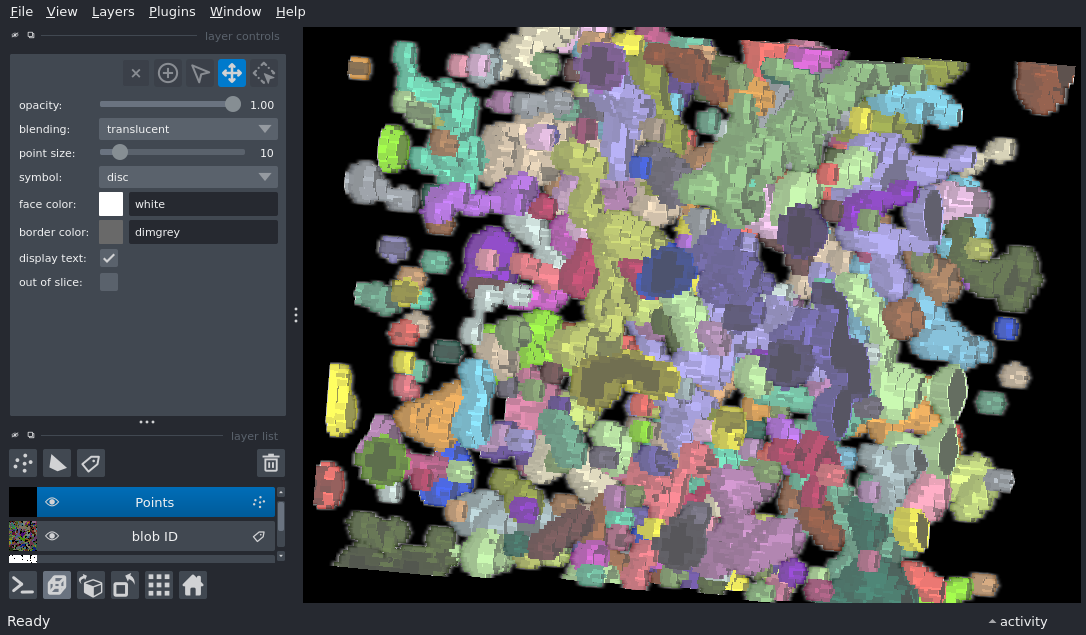 File View Layers Plugins Window Help
layer controls
opacity: 1.00
blending: translucent
point size: 10
symbol: disc
face color: white
border color: dimgrey
display text:
out of slice:
layer list
Points
blob ID
Ready activity